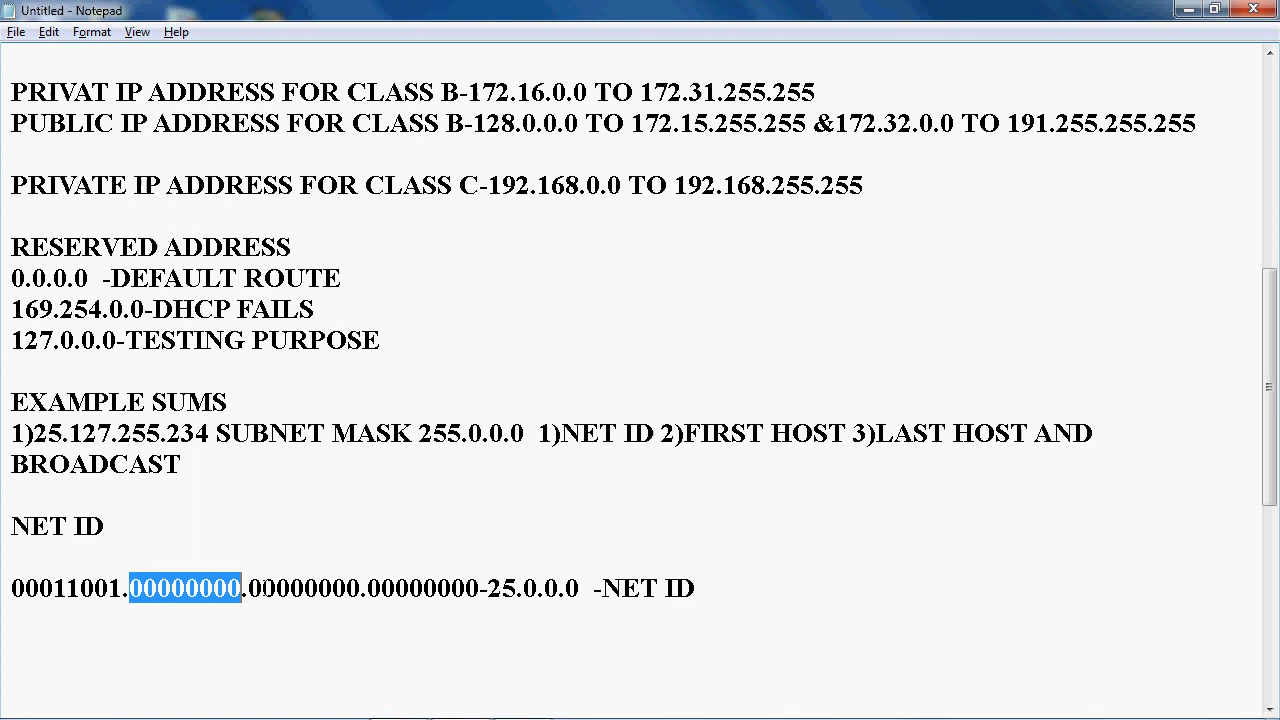 Untitled - Notepad
File Edit Format View Help
PRIVAT IP ADDRESS FOR CLASS B-172.16.0.0 TO 172.31.255.255
PUBLIC IP ADDRESS FOR CLASS B-128.0.0.0 TO 172.15.255.255 &172.32.0.0 TO 191.255.255.255
PRIVATE IP ADDRESS FOR CLASS C-192.168.0.0 TO 192.168.255.255
RESERVED ADDRESS
0.0.0.0  -DEFAULT ROUTE
169.254.0.0-DHCP FAILS
127.0.0.0-TESTING PURPOSE
EXAMPLE SUMS
1)25.127.255.234 SUBNET MASK 255.0.0.0  1)NET ID 2)FIRST HOST 3)LAST HOST AND
BROADCAST
NET ID
00011001.00000000.00000000.00000000-25.0.0.0  -NET ID